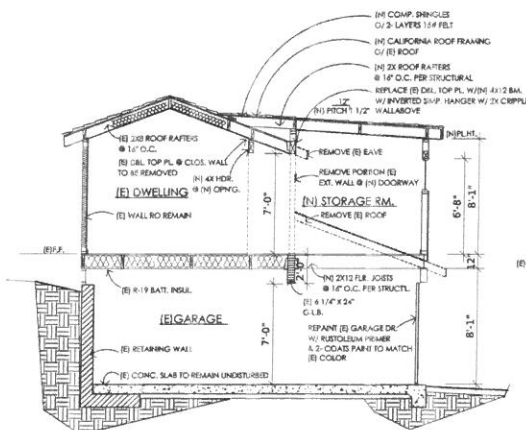 (N) COMP. SHINGLES
O/ 2- LAYERS 15# FELT
(N) CALIFORNIA ROOF FRAMING
O/ (E) ROOF
(N) 2X ROOF RAFTERS
@ 16" O.C. PER STRUCTURAL
REPLACE (E) DBL. TOP PL. W/(N) 4X12 BM.
W/ INVERTED SIMP. HANGER W/ 2X CRIPPLE
WALLABOVE
12"
(N) PITCH 1 1/2"
(N)PL.HT.
(E) 2X8 ROOF RAFTERS
@ 16" O.C.
(E) DBL. TOP PL. @ CLOS. WALL
TO BE REMOVED
(N) 4X HDR.
@ (N) OPN'G.
REMOVE (E) EAVE
REMOVE PORTION (E)
EXT. WALL @ (N) DOORWAY
(E) DWELLING
(N) STORAGE RM.
(E) WALL RO REMAIN
REMOVE (E) ROOF
7'-0"
6'-8"
8'-1"
(E)F.F.
12"
(E)
2'-0"
(N) 2X12 FLR. JOISTS
@ 16" O.C. PER STRUCT'L.
(E) R-19 BATT. INSUL.
(E) 6 1/4" X 24"
G.L.B.
(E)GARAGE
7'-0"
REPAINT (E) GARAGE DR.
W/ RUSTOLEUM PRIMER
& 2- COATS PAINT TO MATCH
(E) COLOR
8'-1"
(E) RETAINING WALL
(E) CONC. SLAB TO REMAIN UNDISTURBED